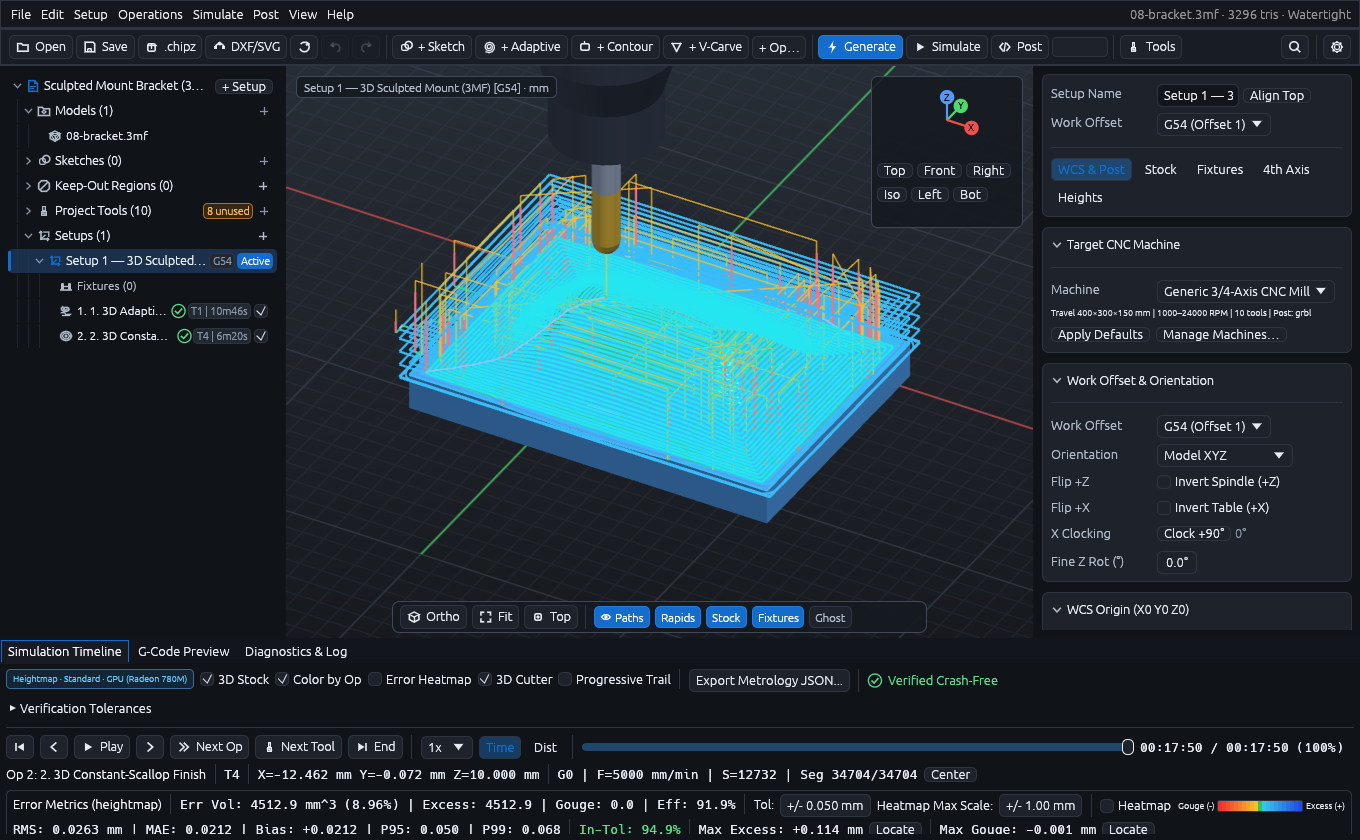 File Edit Setup Operations Simulate Post View Help
08-bracket.3mf · 3296 tris · Watertight
Open Save .chipz DXF/SVG + Sketch + Adaptive + Contour + V-Carve + Op... Generate Simulate Post Tools
Sculpted Mount Bracket (3... + Setup
Models (1) +
08-bracket.3mf
Sketches (0) +
Keep-Out Regions (0) +
Project Tools (10) 8 unused +
Setups (1) +
Setup 1 — 3D Sculpted... G54 Active
Fixtures (0)
1. 1. 3D Adapti... T1 | 10m46s
2. 2. 3D Consta... T4 | 6m20s
Setup 1 — 3D Sculpted Mount (3MF) [G54] · mm
Z Y X
Top Front Right
Iso Left Bot
Ortho Fit Top Paths Rapids Stock Fixtures Ghost
Setup Name Setup 1 — 3 Align Top
Work Offset G54 (Offset 1)
WCS & Post Stock Fixtures 4th Axis
Heights
Target CNC Machine
Machine Generic 3/4-Axis CNC Mill
Travel 400×300×150 mm | 1000–24000 RPM | 10 tools | Post: grbl
Apply Defaults Manage Machines...
Work Offset & Orientation
Work Offset G54 (Offset 1)
Orientation Model XYZ
Flip +Z Invert Spindle (+Z)
Flip +X Invert Table (+X)
X Clocking Clock +90° 0°
Fine Z Rot (°) 0.0°
WCS Origin (X0 Y0 Z0)
Simulation Timeline G-Code Preview Diagnostics & Log
Heightmap · Standard · GPU (Radeon 780M) 3D Stock Color by Op Error Heatmap 3D Cutter Progressive Trail Export Metrology JSON... Verified Crash-Free
Verification Tolerances
Play Next Op Next Tool End 1x Time Dist 00:17:50 / 00:17:50 (100%)
Op 2: 2. 3D Constant-Scallop Finish T4 X=-12.462 mm Y=-0.072 mm Z=10.000 mm G0 | F=5000 mm/min | S=12732 | Seg 34704/34704 Center
Error Metrics (heightmap) Err Vol: 4512.9 mm^3 (8.96%) | Excess: 4512.9 | Gouge: 0.0 | Eff: 91.9% Tol: +/- 0.050 mm Heatmap Max Scale: +/- 1.00 mm Heatmap Gouge (-) Excess (+)
RMS: 0.0263 mm | MAE: 0.0212 | Bias: +0.0212 | P95: 0.050 | P99: 0.068 In-Tol: 94.9% Max Excess: +0.114 mm Locate Max Gouge: -0.001 mm Locate